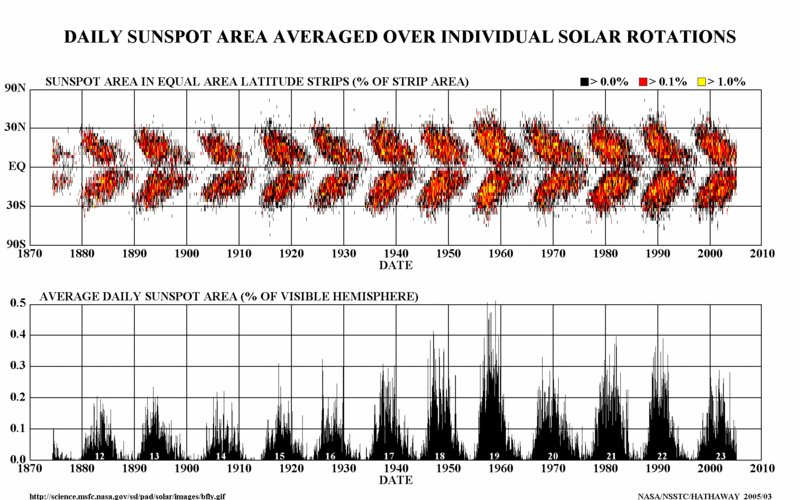 DAILY SUNSPOT AREA AVERAGED OVER INDIVIDUAL SOLAR ROTATIONS
SUNSPOT AREA IN EQUAL AREA LATITUDE STRIPS (% OF STRIP AREA)
> 0.0% > 0.1% > 1.0%
90N
30N
EQ
30S
90S
1870 1880 1890 1900 1910 1920 1930 1940 1950 1960 1970 1980 1990 2000 2010
DATE
AVERAGE DAILY SUNSPOT AREA (% OF VISIBLE HEMISPHERE)
0.5
0.4
0.3
0.2
0.1
0.0
12 13 14 15 16 17 18 19 20 21 22 23
1870 1880 1890 1900 1910 1920 1930 1940 1950 1960 1970 1980 1990 2000 2010
DATE
http://science.msfc.nasa.gov/ssl/pad/solar/images/bfly.gif NASA/NSSTC/HATHAWAY 2005/03